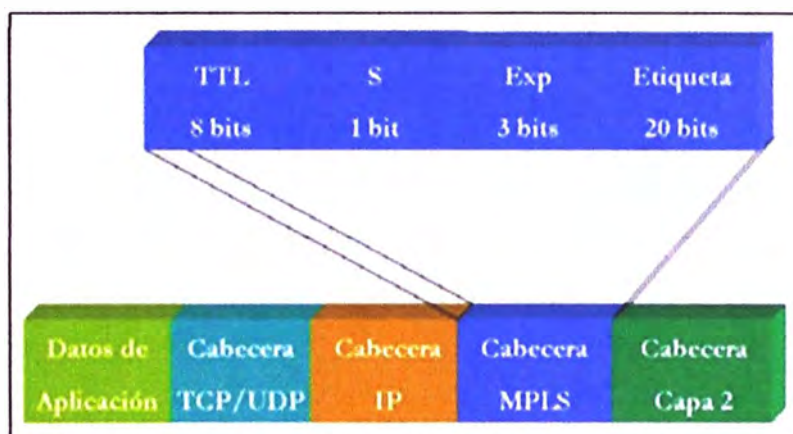 TTL S Exp Etiqueta
8 bits 1 bit 3 bits 20 bits
Datos de Cabecera Cabecera Cabecera Cabecera
Aplicación TCP/UDP IP MPLS Capa 2